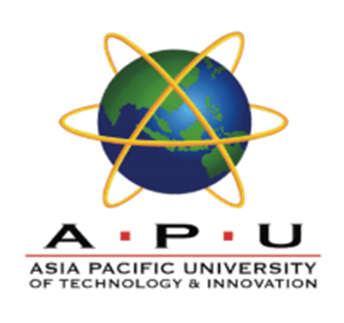 A · P · U
ASIA PACIFIC UNIVERSITY
OF TECHNOLOGY & INNOVATION